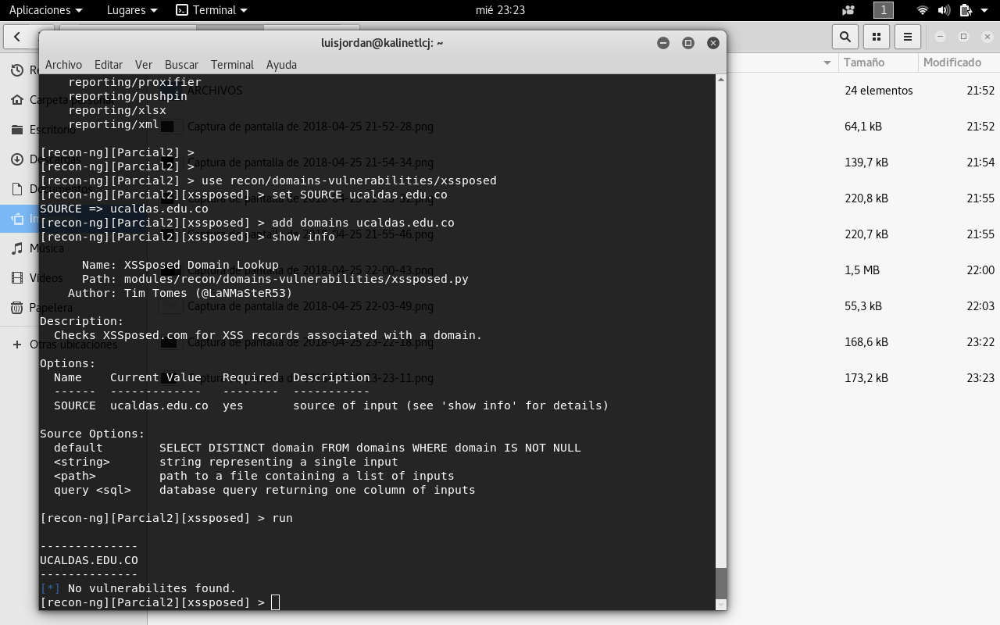 Aplicaciones Lugares Terminal mié 23:23 1
luisjordan@kalinetlcj: ~
Archivo Editar Ver Buscar Terminal Ayuda
Tamaño Modificado
reporting/proxifier
ARCHIVOS 24 elementos 21:52
reporting/pushpin
Carpeta personal
reporting/xlsx
reporting/xml
Captura de pantalla de 2018-04-25 21-52-28.png 64,1 kB 21:52
Escritorio
[recon-ng][Parcial2] >
Descargas
Captura de pantalla de 2018-04-25 21-54-34.png 139,7 kB 21:54
[recon-ng][Parcial2] >
[recon-ng][Parcial2] > use recon/domains-vulnerabilities/xssposed
Documentos
[recon-ng][Parcial2][xssposed] > set SOURCE ucaldas.edu.co
220,8 kB 21:55
SOURCE => ucaldas.edu.co
[recon-ng][Parcial2][xssposed] > add domains ucaldas.edu.co
220,7 kB 21:55
[recon-ng][Parcial2][xssposed] > show info
Música
Name: XSSposed Domain Lookup
Captura de pantalla de 2018-04-25 22-00-43.png 1,5 MB 22:00
Vídeos
Path: modules/recon/domains-vulnerabilities/xssposed.py
Author: Tim Tomes (@LaNMaSteR53)
Papelera
Captura de pantalla de 2018-04-25 22-03-49.png 55,3 kB 22:03
Description:
Checks XSSposed.com for XSS records associated with a domain.
Otras ubicaciones
Captura de pantalla de 2018-04-25 23-22-18.png 168,6 kB 23:22
Options:
Name Current Value Required Description
Captura de pantalla de 2018-04-25 23-23-11.png 173,2 kB 23:23
------ ------------- -------- -----------
SOURCE ucaldas.edu.co yes source of input (see 'show info' for details)
Source Options:
default SELECT DISTINCT domain FROM domains WHERE domain IS NOT NULL
<string> string representing a single input
<path> path to a file containing a list of inputs
query <sql> database query returning one column of inputs
[recon-ng][Parcial2][xssposed] > run
--------------
UCALDAS.EDU.CO
--------------
[*] No vulnerabilites found.
[recon-ng][Parcial2][xssposed] >